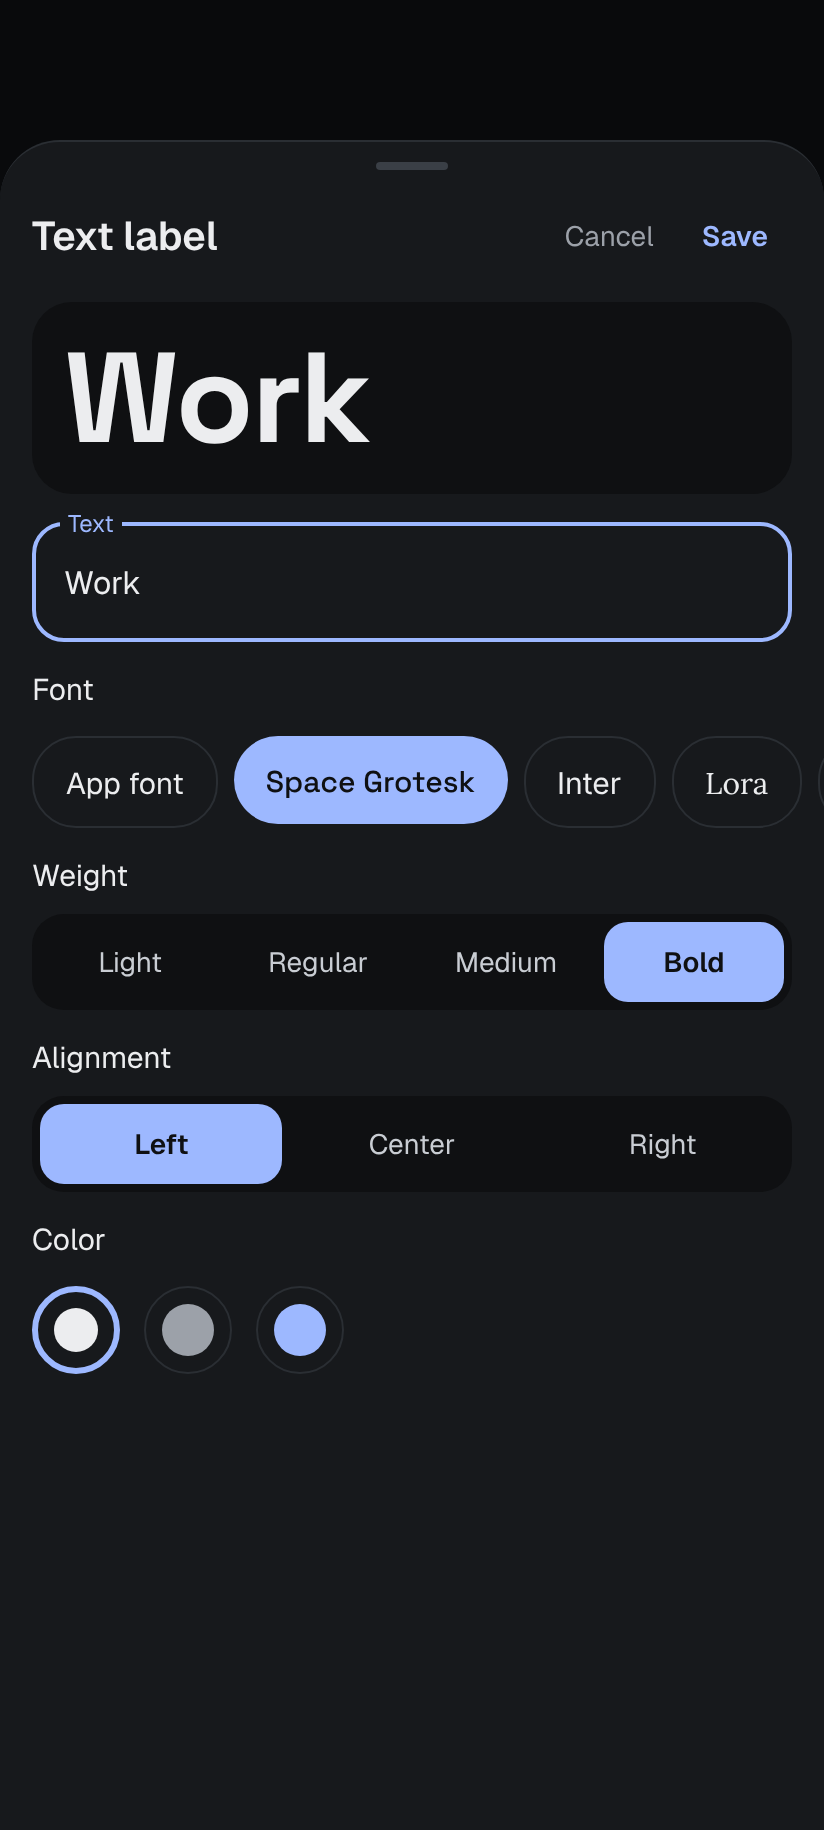 Text label Cancel Save
Work
Text
Work
Font
App font Space Grotesk Inter Lora
Weight
Light Regular Medium Bold
Alignment
Left Center Right
Color